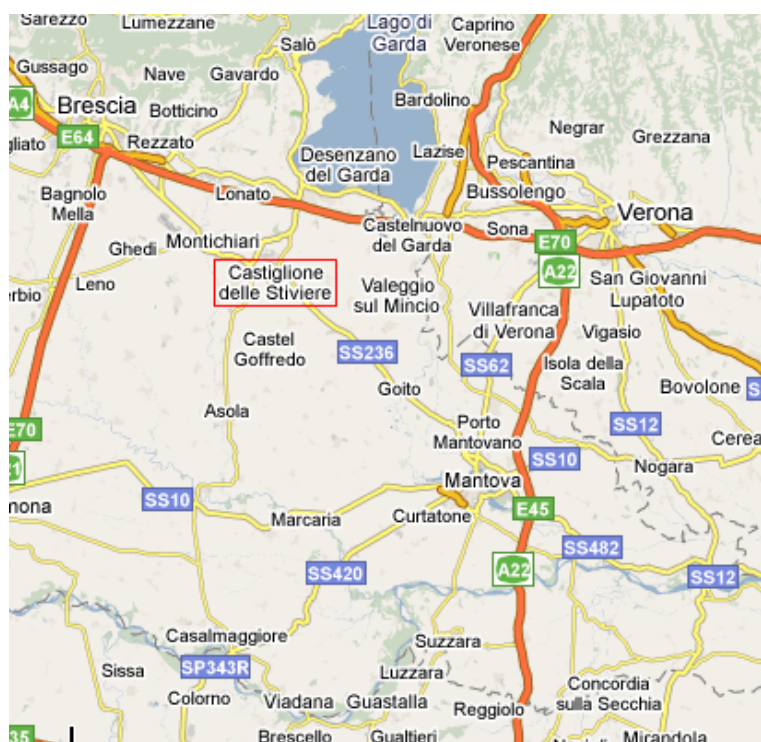 Sarezzo
Lumezzane
Lago di
Garda
Caprino
Veronese
Salò
Gussago
Nave
Gavardo
Bardolino
Brescia
Botticino
A4
E64
Rezzato
Negrar
Grezzana
gliato
Desenzano
del Garda
Lazise
Pescantina
Bussolengo
Bagnolo
Mella
Lonato
Verona
Castelnuovo
del Garda
Sona
E70
Montichiari
Ghedi
A22
Castiglione
delle Stiviere
Valeggio
sul Mincio
San Giovanni
Lupatoto
erbio
Leno
Villafranca
di Verona
Vigasio
Castel
Goffredo
SS236
SS62
Isola della
Scala
Goito
Bovolone
S
Asola
Porto
Mantovano
SS12
E70
Cerea
SS10
Nogara
21
Mantova
SS10
mona
Marcaria
Curtatone
E45
SS482
SS420
A22
SS12
Casalmaggiore
Suzzara
Sissa
SP343R
Luzzara
Colorno
Viadana
Guastalla
Concordia
sulla Secchia
Reggiolo
35
Brescello
Gualtieri
Mirandola